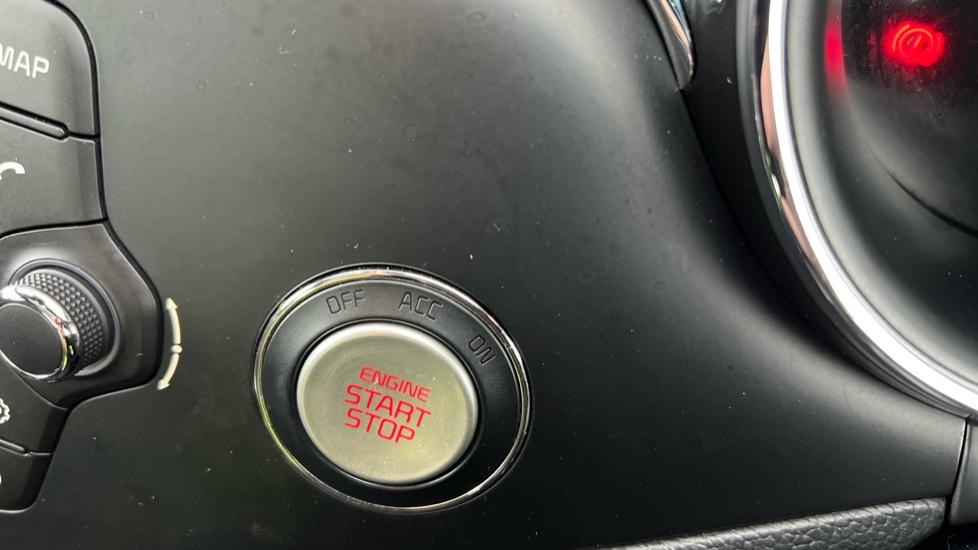 MAP
OFF ACC ON
ENGINE
START
STOP